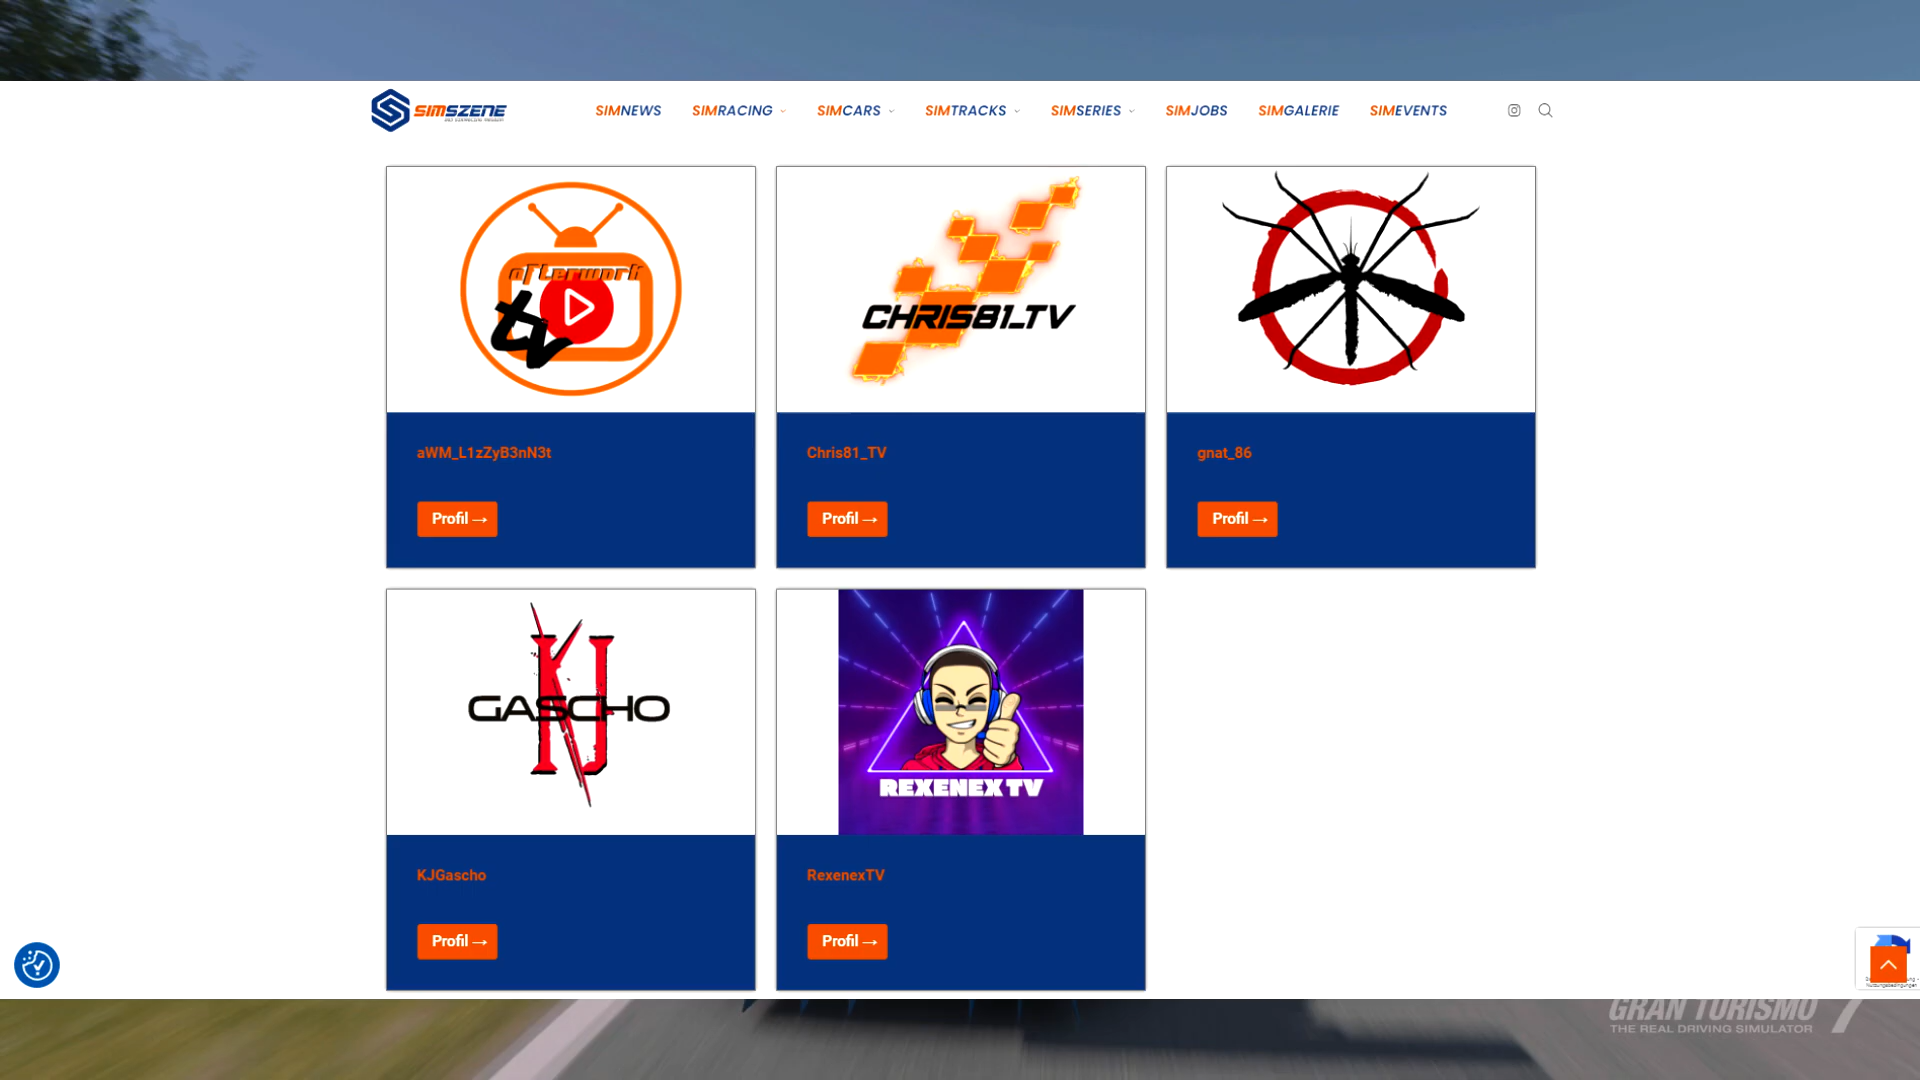 SIMSZENE
SIMNEWS SIMRACING SIMCARS SIMTRACKS SIMSERIES SIMJOBS SIMGALERIE SIMEVENTS
afterwork
tv
CHRIS81_TV
aWM_L1zZyB3nN3t
Chris81_TV
gnat_86
Profil →
Profil →
Profil →
KJ
GASCHO
REXENEX TV
KJGascho
RexenexTV
Profil →
Profil →
Nutzungsbedingungen
GRAN TURISMO 7
THE REAL DRIVING SIMULATOR